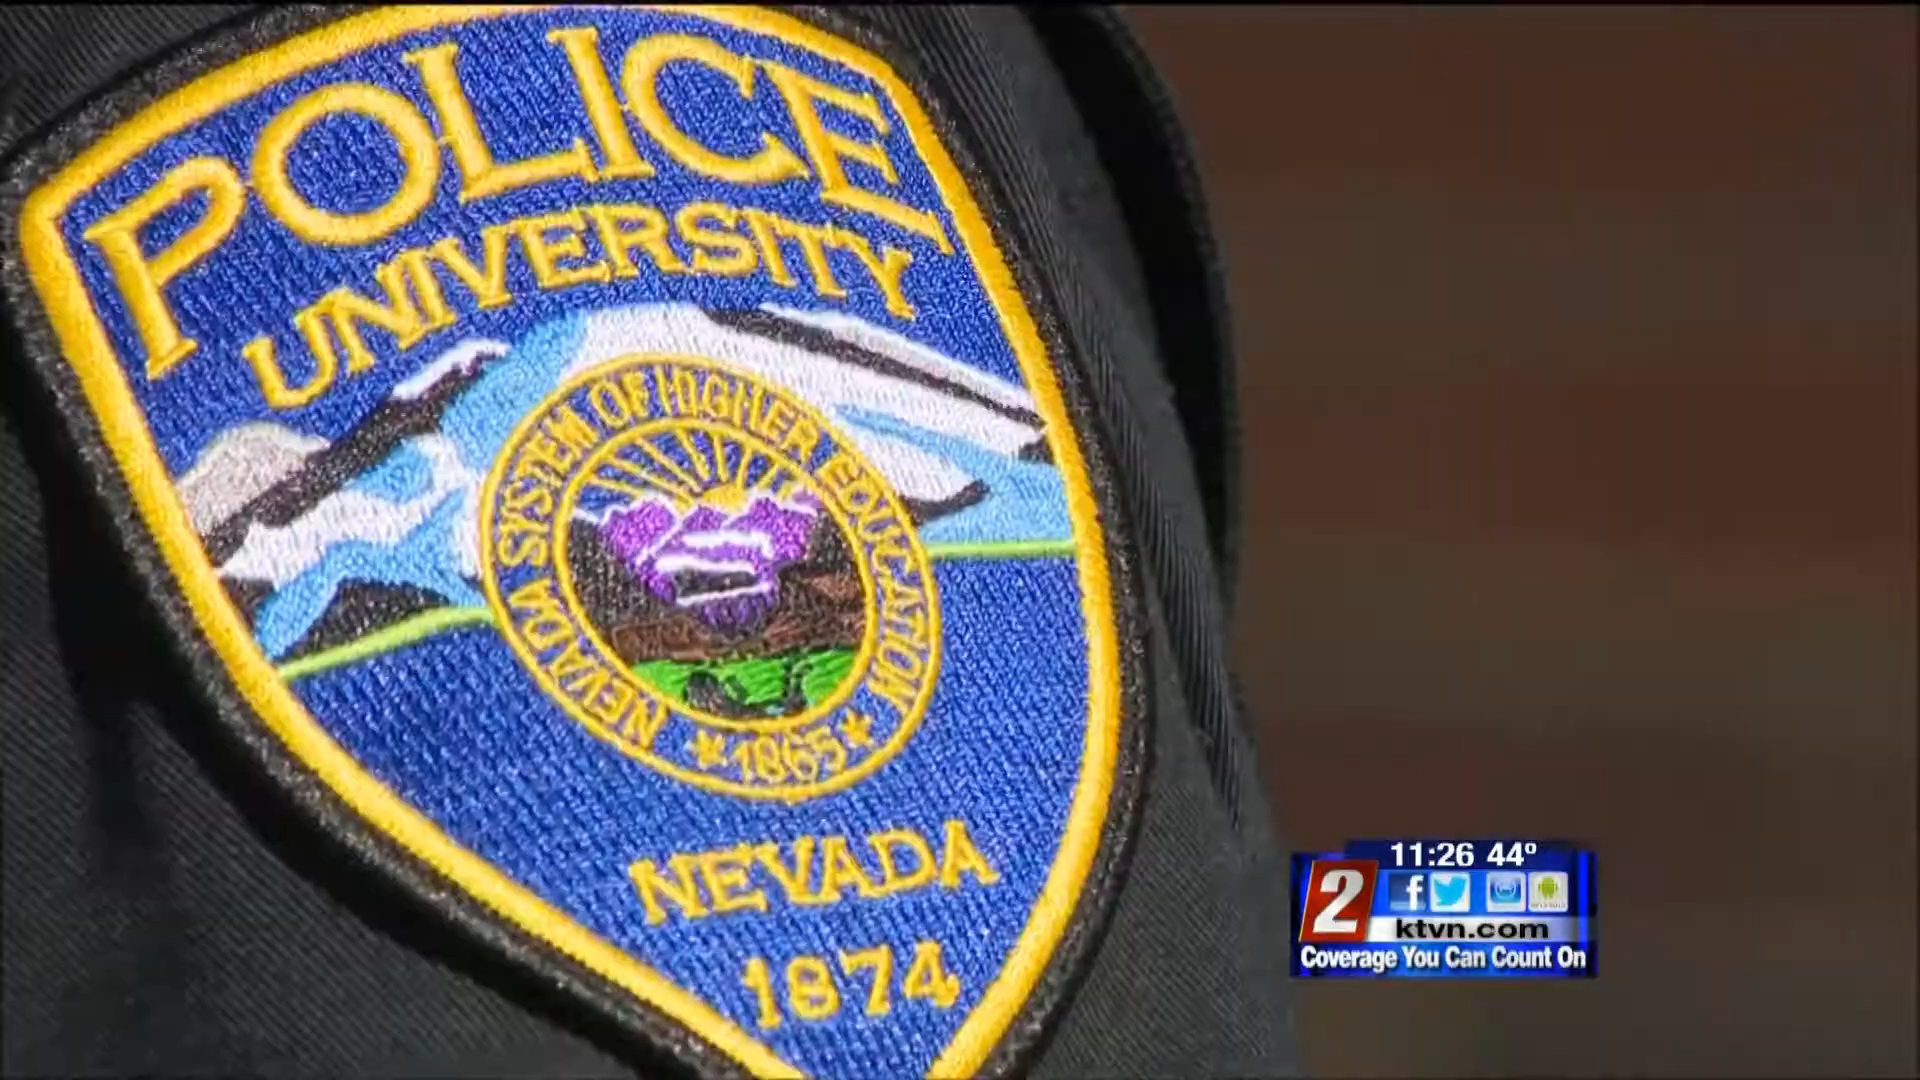 POLICE
UNIVERSITY
NEVADA SYSTEM OF HIGHER EDUCATION
1865
NEVADA
1874
11:26 44°
2
f
ktvn.com
Coverage You Can Count On